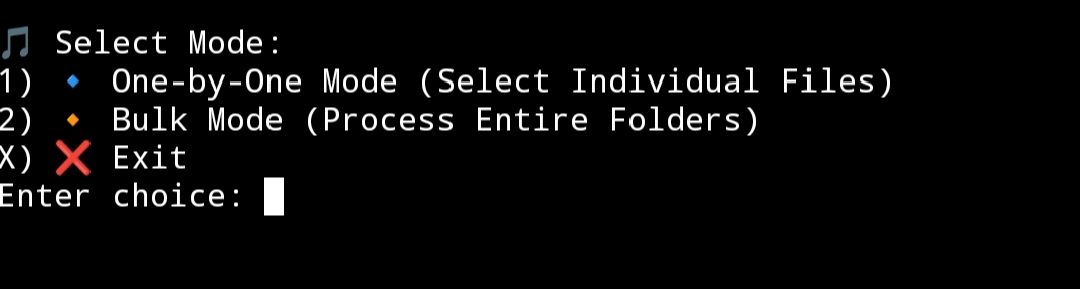 🎵 Select Mode:
1) 🔹 One-by-One Mode (Select Individual Files)
2) 🔸 Bulk Mode (Process Entire Folders)
X) ❌ Exit
Enter choice: